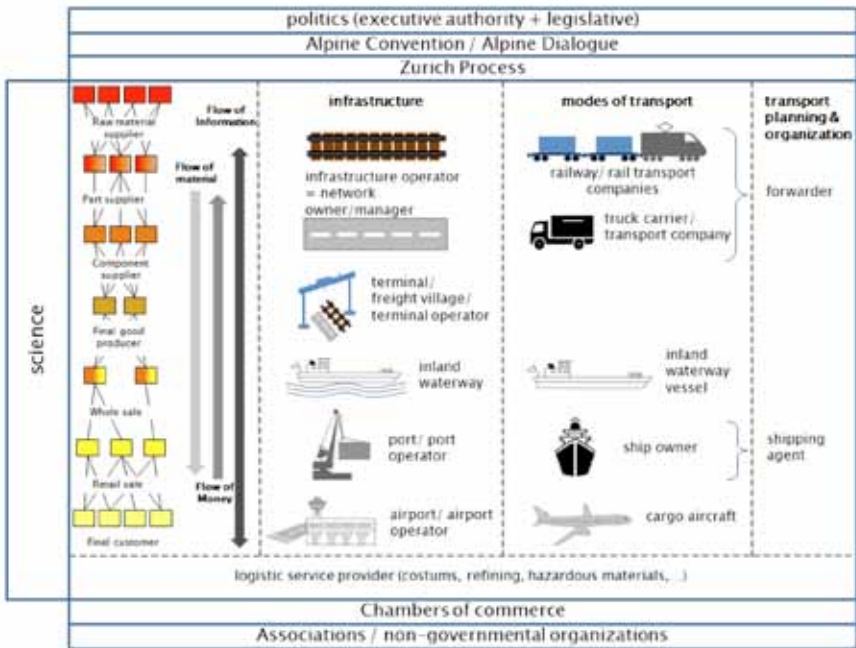 politics (executive authority + legislative)
Alpine Convention / Alpine Dialogue
Zurich Process
science
Raw material
supplier
Part supplier
Component
supplier
Final good
producer
Whole sale
Retail sale
Final customer
Flow of
Information
Flow of
material
Flow of
Money
infrastructure
infrastructure operator
= network
owner/manager
terminal/
freight village/
terminal operator
inland
waterway
port/ port
operator
airport/ airport
operator
modes of transport
railway/ rail transport
companies
truck carrier/
transport company
inland
waterway
vessel
ship owner
cargo aircraft
transport
planning &
organization
forwarder
shipping
agent
logistic service provider (costums, refining, hazardous materials, ...)
Chambers of commerce
Associations / non-governmental organizations